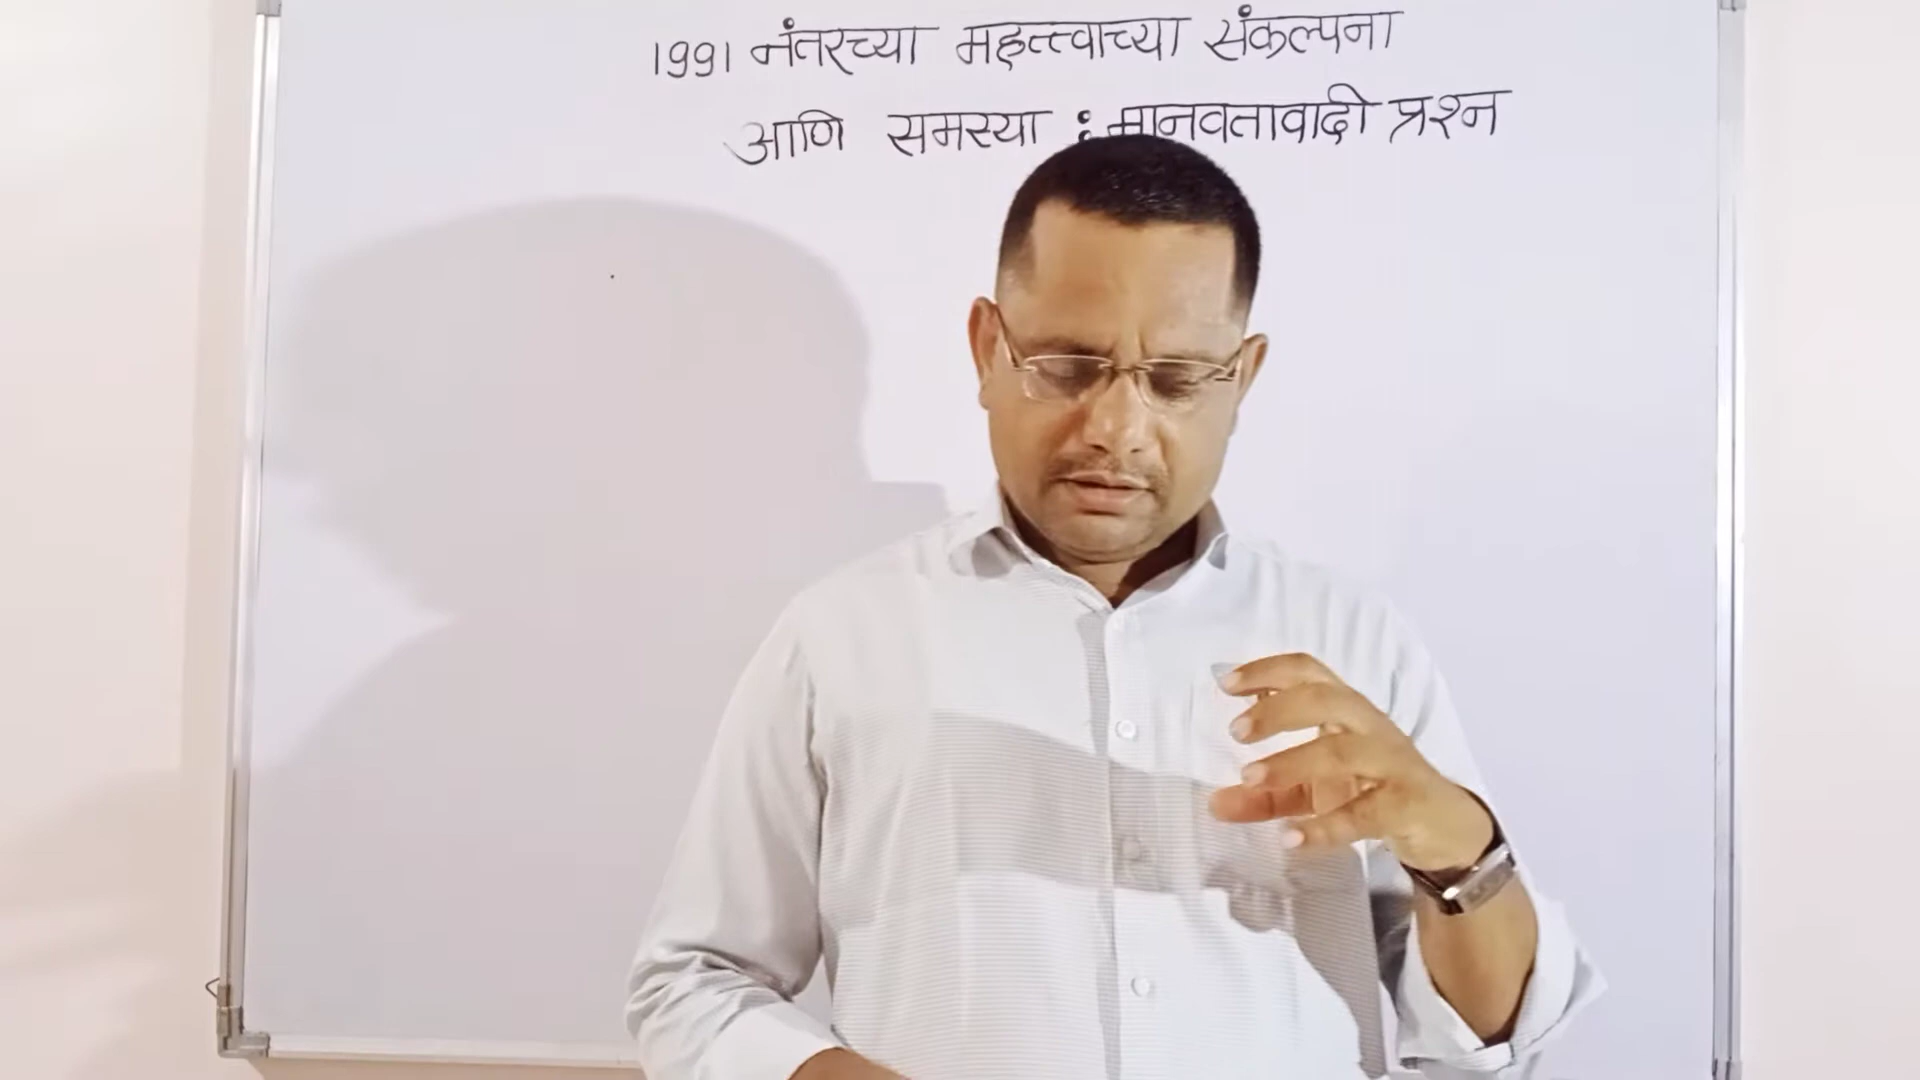 1991 नंतरच्या महत्त्वाच्या संकल्पना
आणि समस्या : मानवतावादी प्रश्न